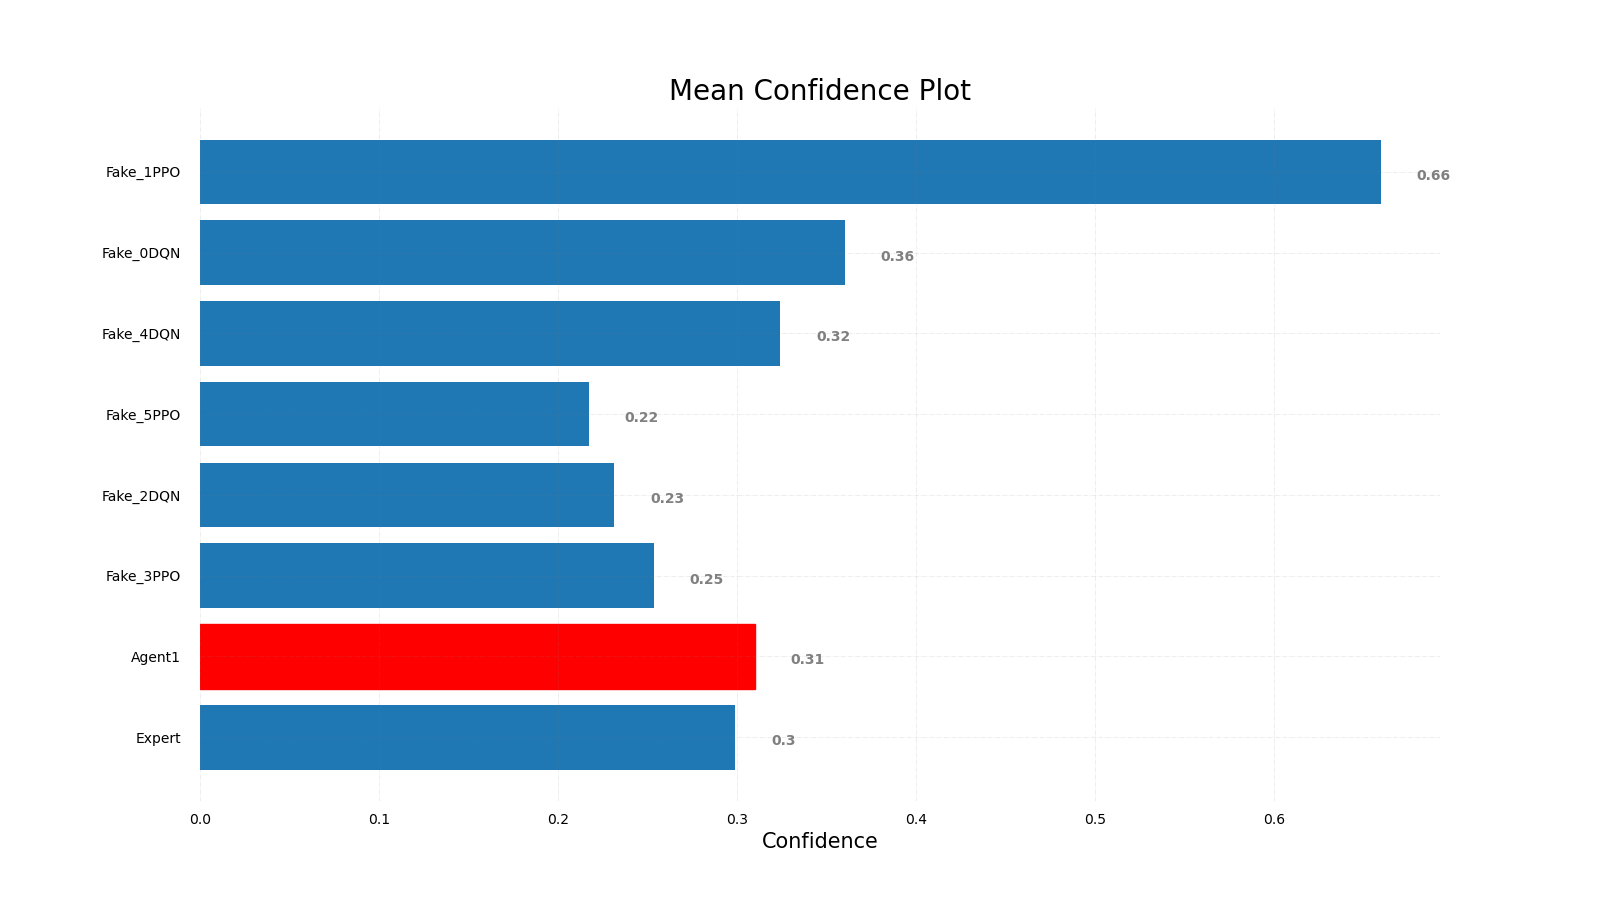 Mean Confidence Plot
Fake_1PPO 0.66
Fake_0DQN 0.36
Fake_4DQN 0.32
Fake_5PPO 0.22
Fake_2DQN 0.23
Fake_3PPO 0.25
Agent1 0.31
Expert 0.3
0.0 0.1 0.2 0.3 0.4 0.5 0.6
Confidence